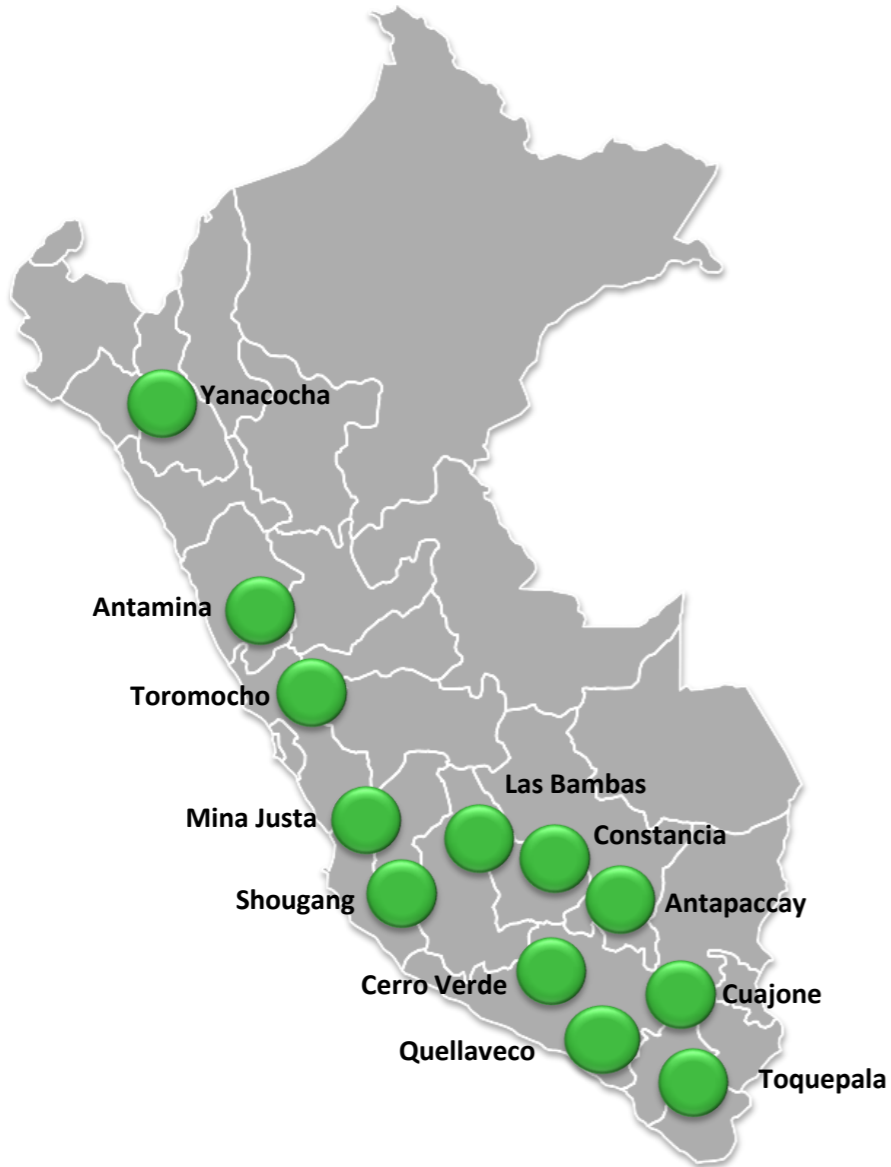 Yanacocha
Antamina
Toromocho
Las Bambas
Mina Justa
Constancia
Shougang
Antapaccay
Cerro Verde
Cuajone
Quellaveco
Toquepala